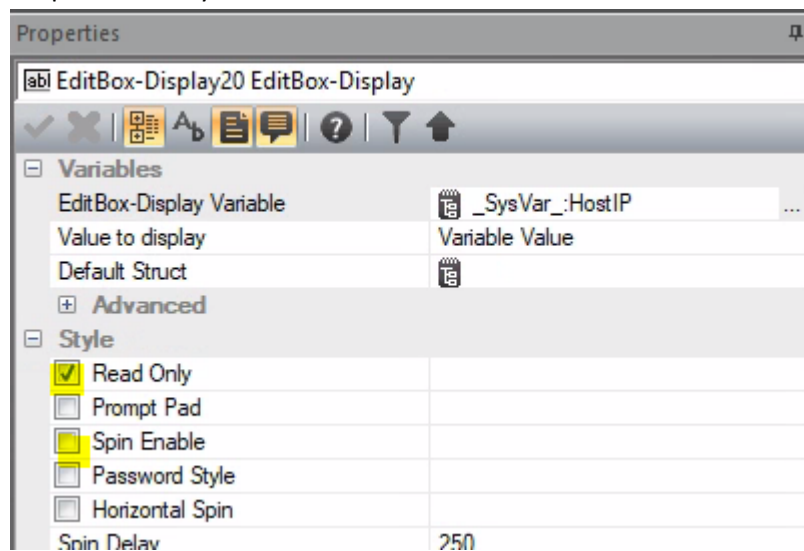 Properties
EditBox-Display20 EditBox-Display
Variables
EditBox-Display Variable _SysVar_:HostIP ...
Value to display Variable Value
Default Struct
Advanced
Style
Read Only
Prompt Pad
Spin Enable
Password Style
Horizontal Spin
Spin Delay 250